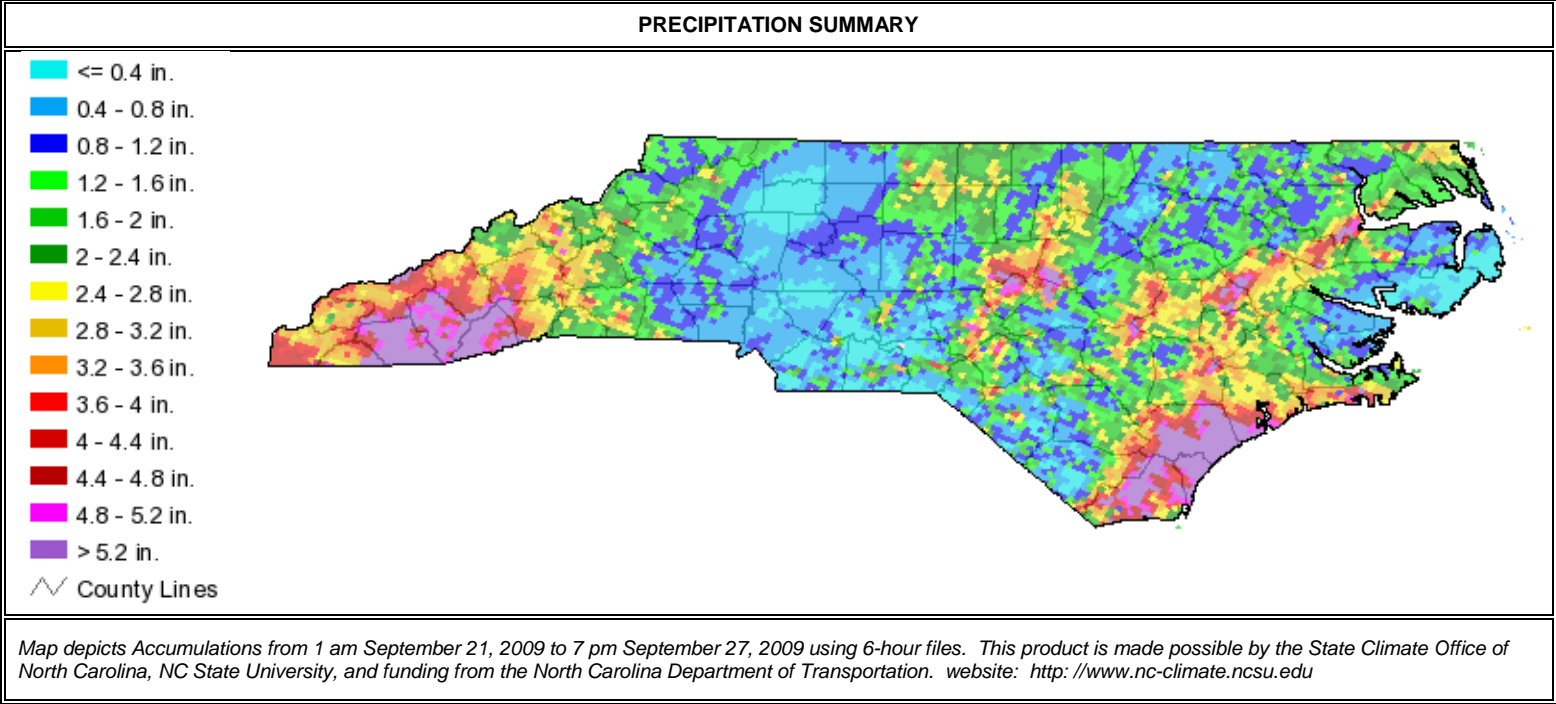 PRECIPITATION SUMMARY
<= 0.4 in.
0.4 - 0.8 in.
0.8 - 1.2 in.
1.2 - 1.6 in.
1.6 - 2 in.
2 - 2.4 in.
2.4 - 2.8 in.
2.8 - 3.2 in.
3.2 - 3.6 in.
3.6 - 4 in.
4 - 4.4 in.
4.4 - 4.8 in.
4.8 - 5.2 in.
> 5.2 in.
County Lines
Map depicts Accumulations from 1 am September 21, 2009 to 7 pm September 27, 2009 using 6-hour files.  This product is made possible by the State Climate Office of
North Carolina, NC State University, and funding from the North Carolina Department of Transportation.  website:  http: //www.nc-climate.ncsu.edu